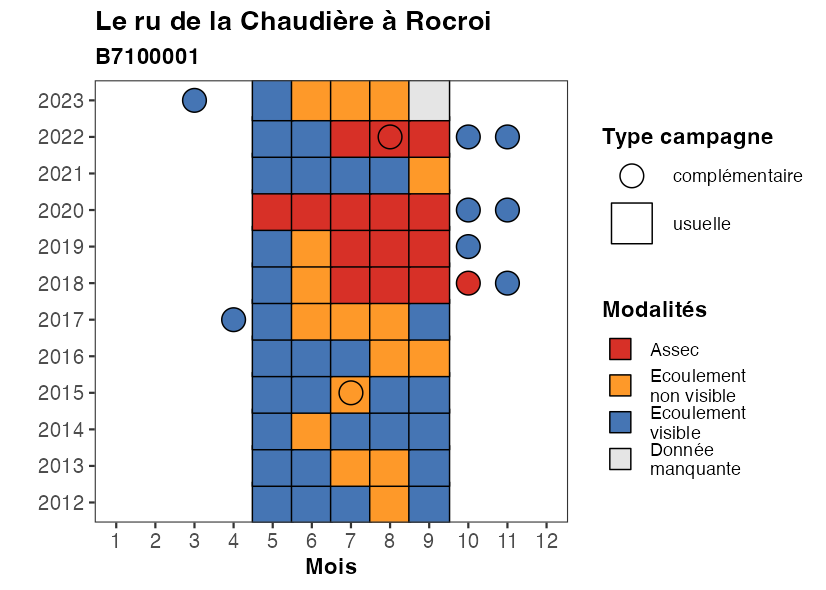 Le ru de la Chaudière à Rocroi
B7100001
2023
2022
2021
2020
2019
2018
2017
2016
2015
2014
2013
2012
1 2 3 4 5 6 7 8 9 10 11 12
Mois
Type campagne
complémentaire
usuelle
Modalités
Assec
Ecoulement
non visible
Ecoulement
visible
Donnée
manquante